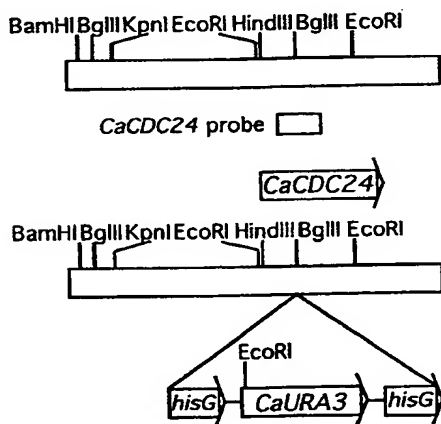 BamHI BglII KpnI EcoRI HindIII BglII EcoRI
CaCDC24 probe
CaCDC24
BamHI BglII KpnI EcoRI HindIII BglII EcoRI
EcoRI
hisG CaURA3 hisG